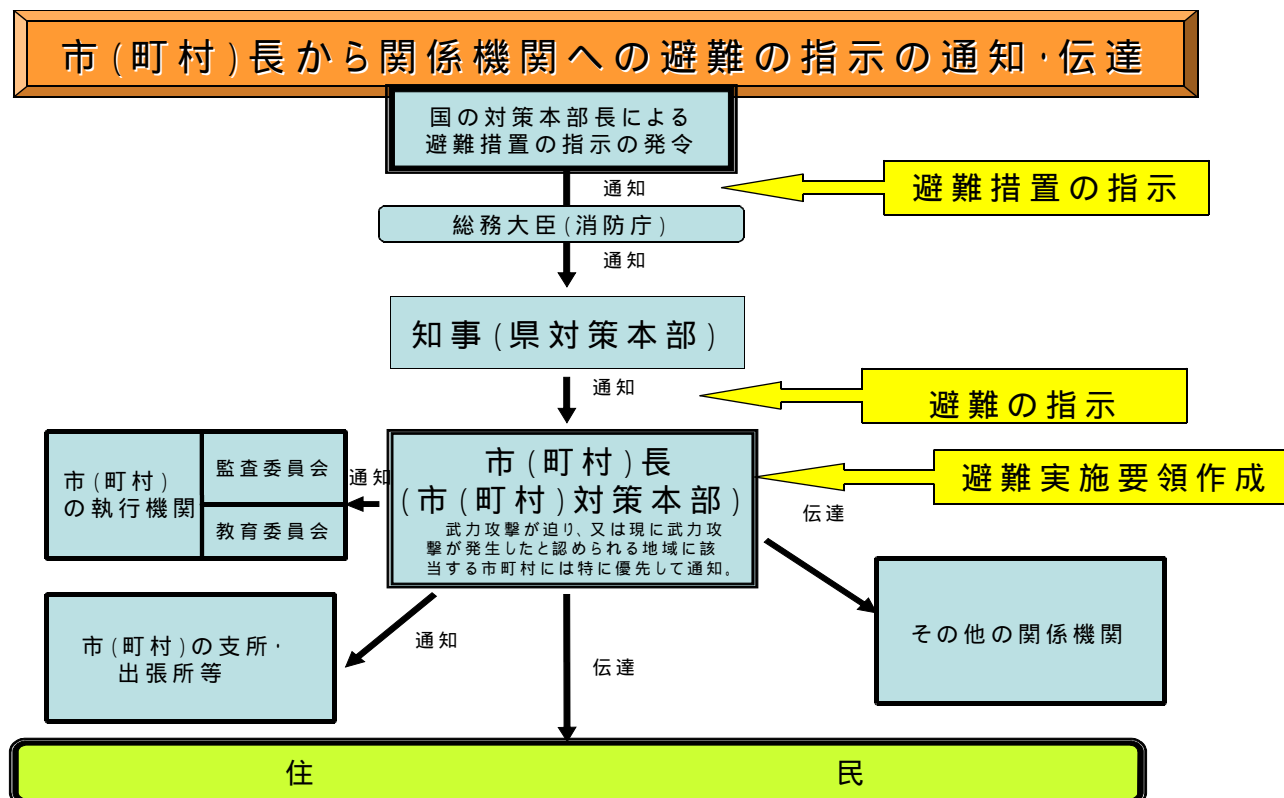 市(町村)長から関係機関への避難の指示の通知・伝達
国の対策本部長による
避難措置の指示の発令
通知
避難措置の指示
総務大臣(消防庁)
通知
知事(県対策本部)
通知
避難の指示
市(町村)
の執行機関
監査委員会
教育委員会
通知
市(町村)長
(市(町村)対策本部)
武力攻撃が迫り、又は現に武力攻
撃が発生したと認められる地域に該
当する市町村には特に優先して通知。
避難実施要領作成
伝達
市(町村)の支所・
出張所等
通知
伝達
その他の関係機関
住民